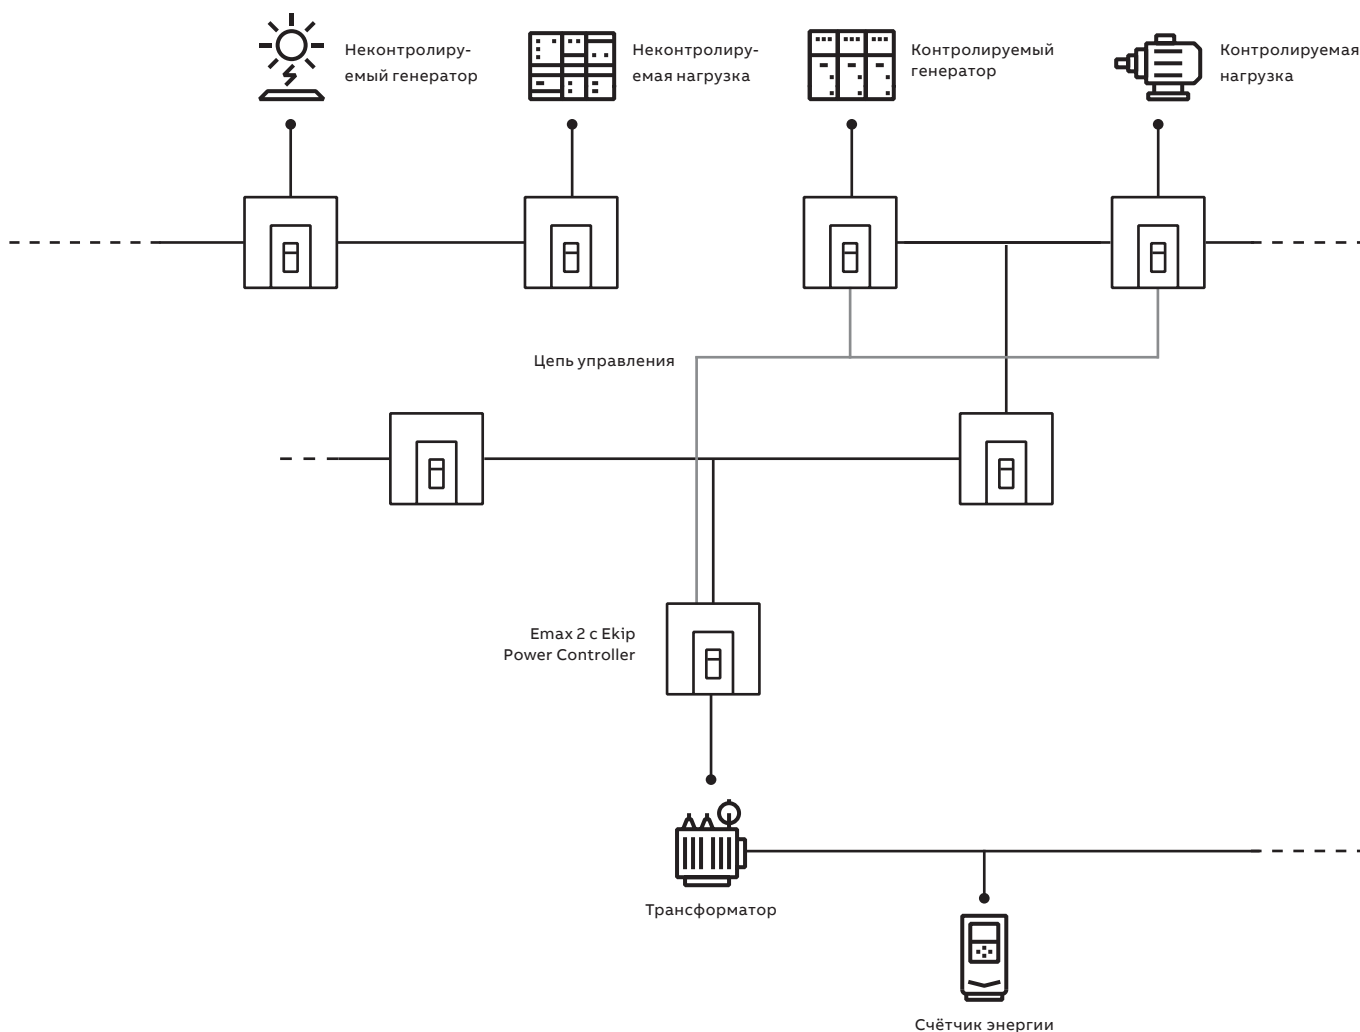 Неконтролиру-
емый генератор
Неконтролиру-
емая нагрузка
Контролируемый
генератор
Контролируемая
нагрузка
Цепь управления
Emax 2 с Ekip
Power Controller
Трансформатор
Счётчик энергии